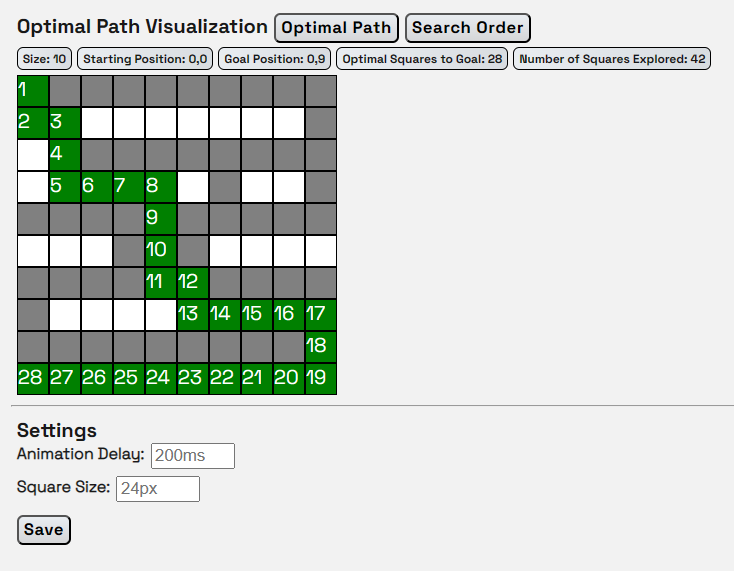 Optimal Path Visualization Optimal Path Search Order
Size: 10 Starting Position: 0,0 Goal Position: 0,9 Optimal Squares to Goal: 28 Number of Squares Explored: 42
1
2 3
4
5 6 7 8
9
10
11 12
13 14 15 16 17
18
28 27 26 25 24 23 22 21 20 19
Settings
Animation Delay: 200ms
Square Size: 24px
Save